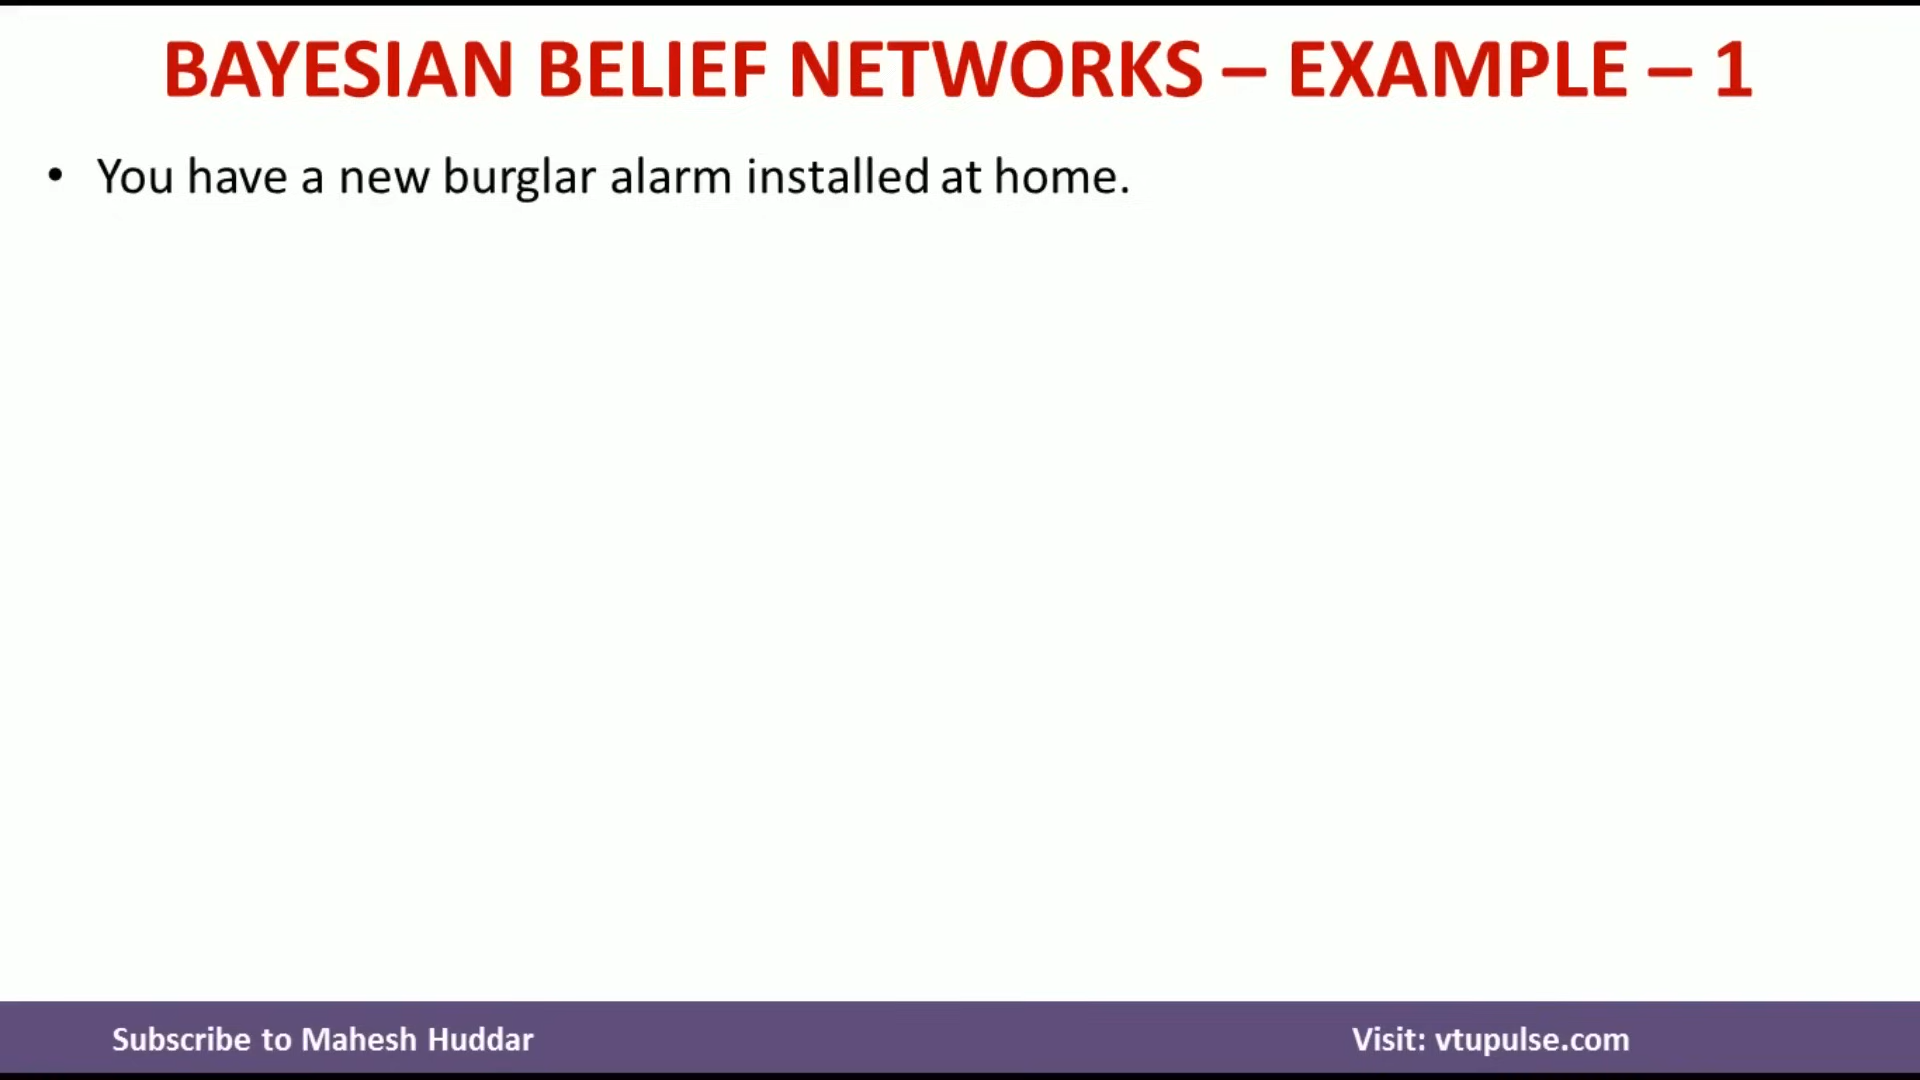 BAYESIAN BELIEF NETWORKS – EXAMPLE – 1
• You have a new burglar alarm installed at home.
Subscribe to Mahesh Huddar
Visit: vtupulse.com